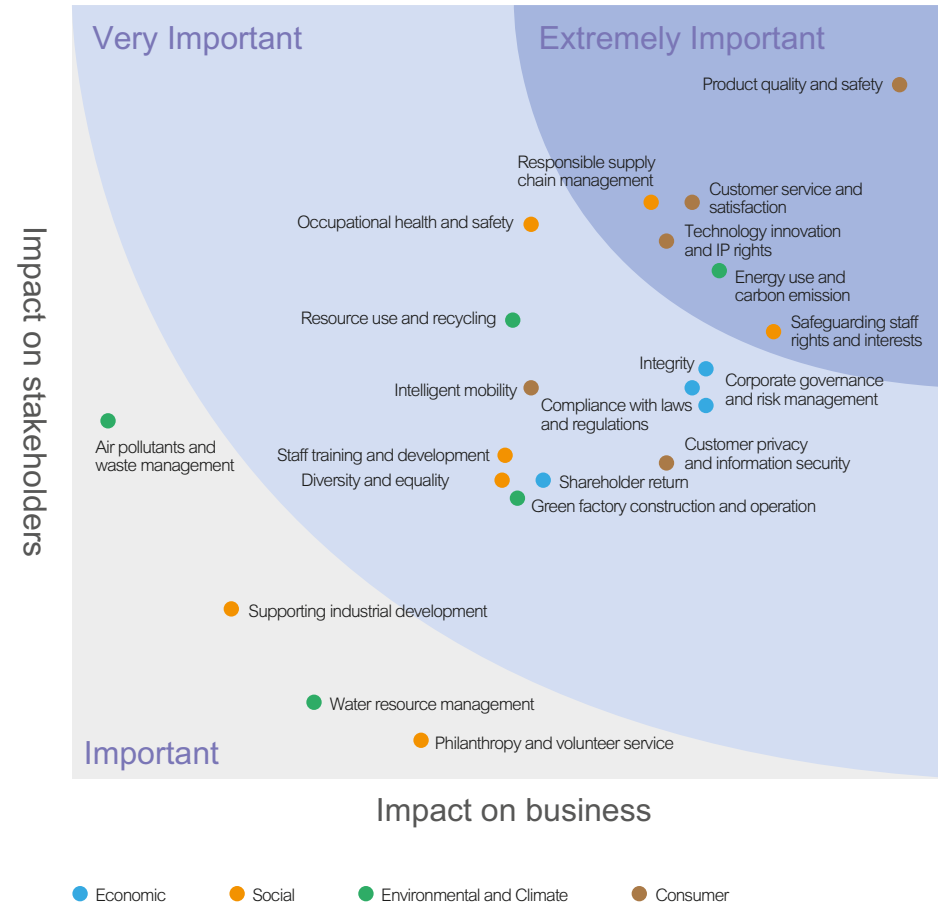 Very Important
Extremely Important
Product quality and safety
Responsible supply
chain management
Customer service and
satisfaction
Occupational health and safety
Technology innovation
and IP rights
Energy use and
carbon emission
Resource use and recycling
Safeguarding staff
rights and interests
Integrity
Corporate governance
and risk management
Intelligent mobility
Compliance with laws
and regulations
Air pollutants and
waste management
Staff training and development
Customer privacy
and information security
Diversity and equality
Shareholder return
Green factory construction and operation
Supporting industrial development
Water resource management
Philanthropy and volunteer service
Important
Impact on stakeholders
Impact on business
Economic
Social
Environmental and Climate
Consumer